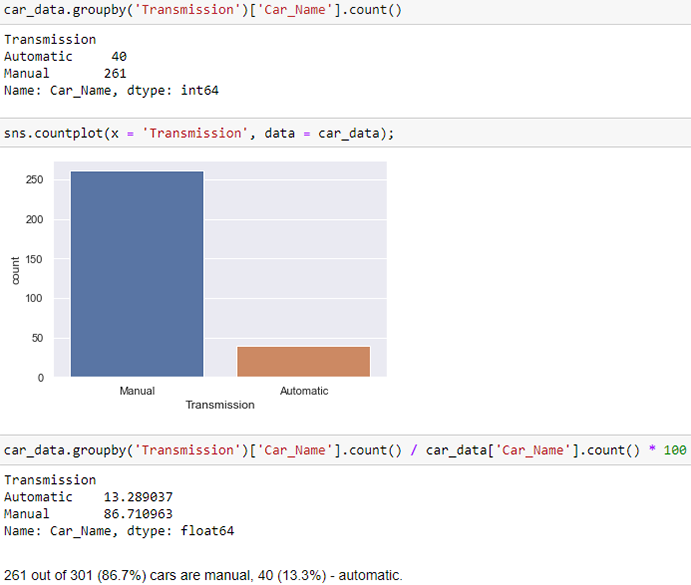 car_data.groupby('Transmission')['Car_Name'].count()
Transmission
Automatic     40
Manual       261
Name: Car_Name, dtype: int64
sns.countplot(x = 'Transmission', data = car_data);
250
200
150
100
50
0
count
Manual
Automatic
Transmission
car_data.groupby('Transmission')['Car_Name'].count() / car_data['Car_Name'].count() * 100
Transmission
Automatic    13.289037
Manual       86.710963
Name: Car_Name, dtype: float64
261 out of 301 (86.7%) cars are manual, 40 (13.3%) - automatic.